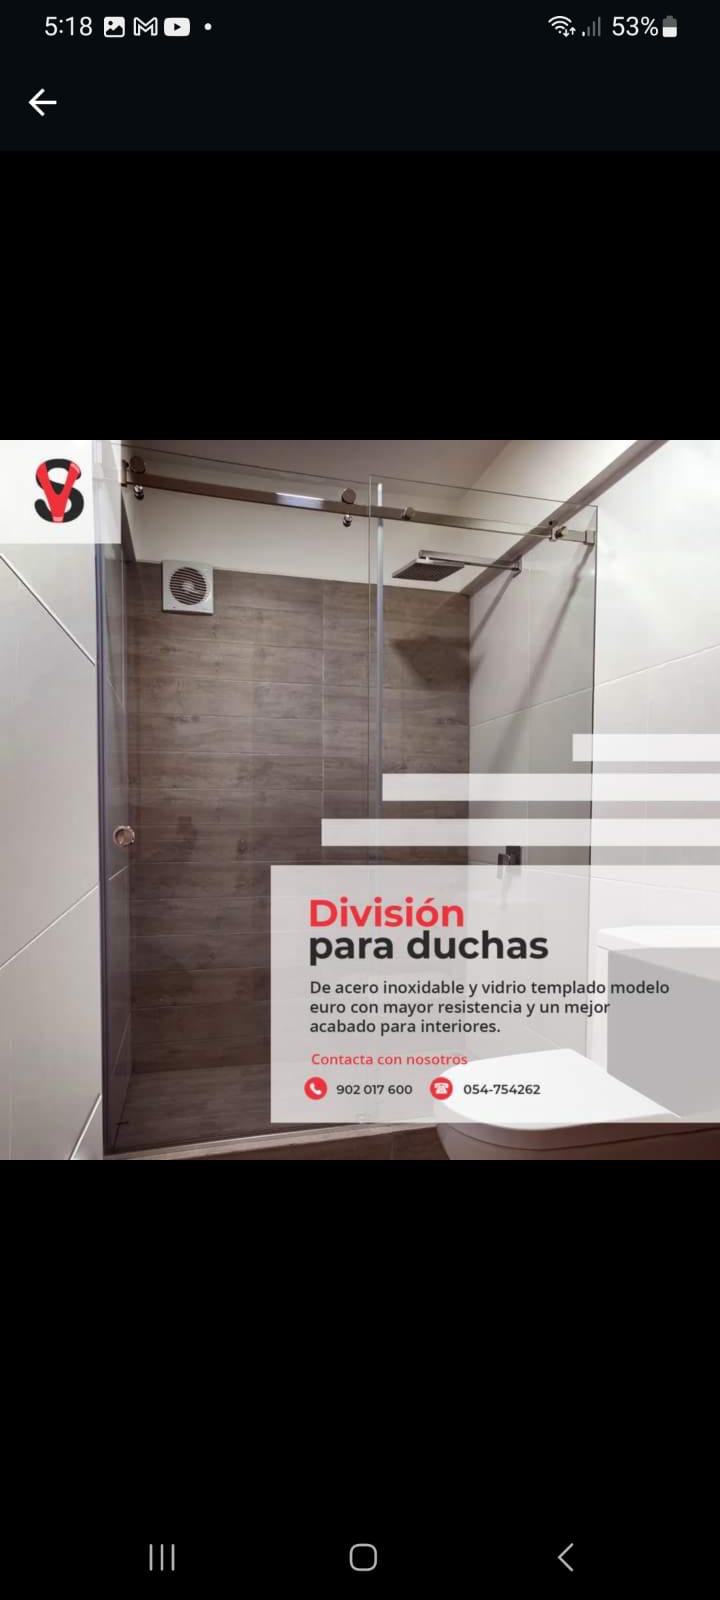 5:18
53%
VS
División
para duchas
De acero inoxidable y vidrio templado modelo
euro con mayor resistencia y un mejor
acabado para interiores.
Contacta con nosotros
902 017 600 054-754262